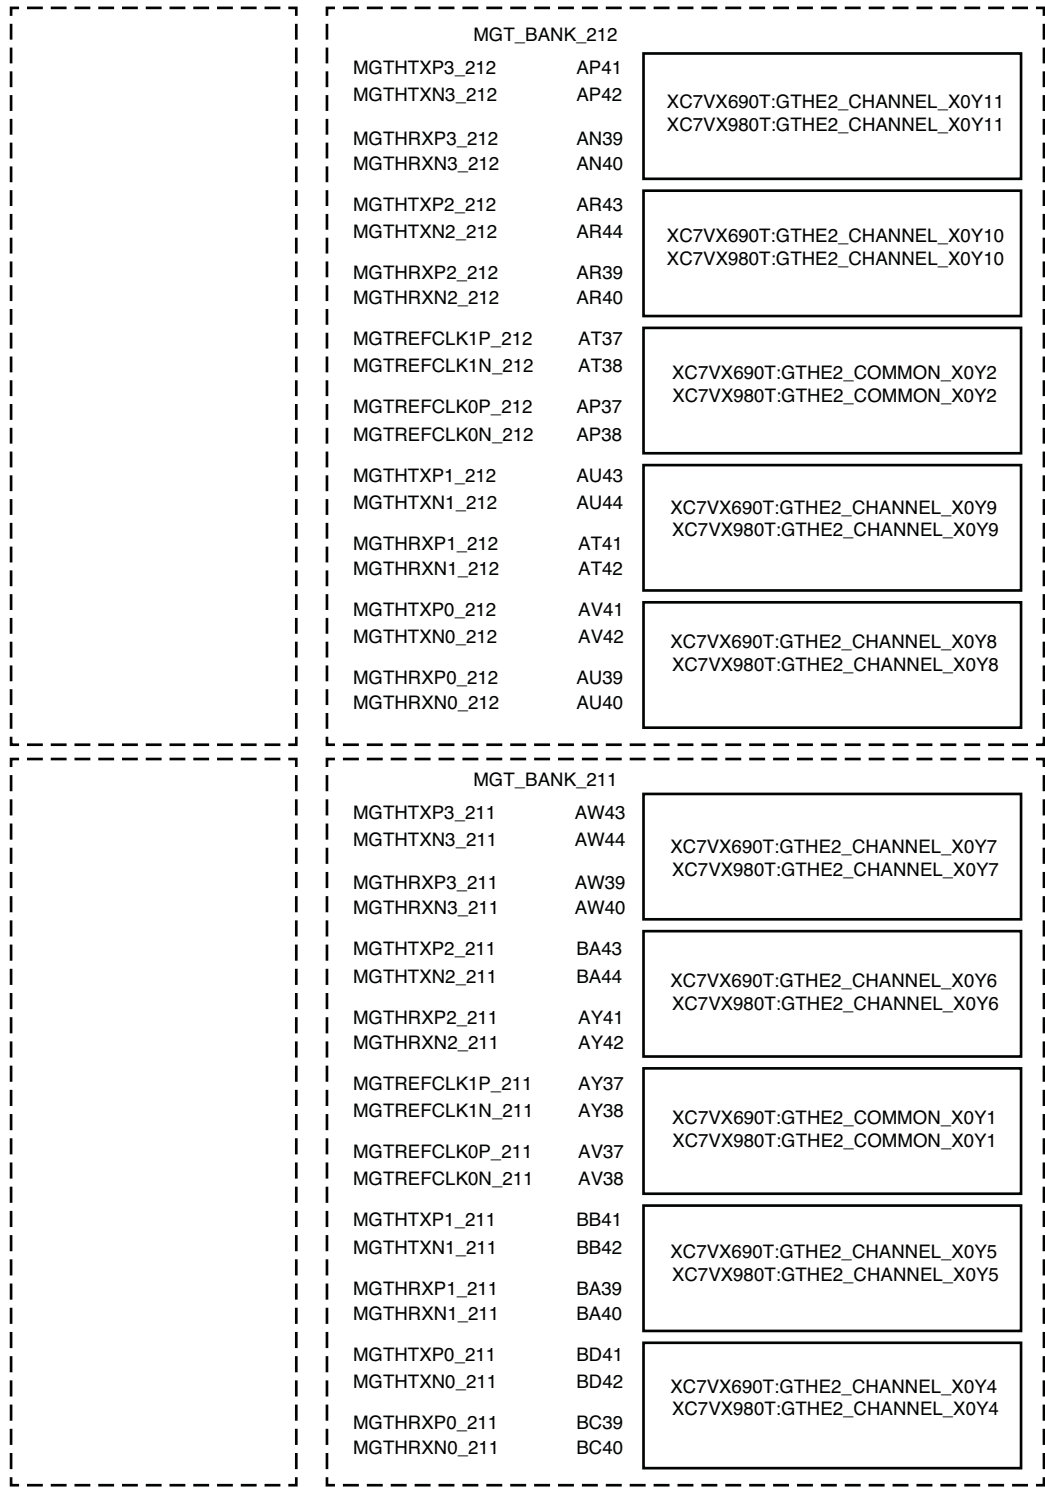 MGT_BANK_212
MGTHTXP3_212 AP41
MGTHTXN3_212 AP42
MGTHRXP3_212 AN39
MGTHRXN3_212 AN40
XC7VX690T:GTHE2_CHANNEL_X0Y11
XC7VX980T:GTHE2_CHANNEL_X0Y11
MGTHTXP2_212 AR43
MGTHTXN2_212 AR44
MGTHRXP2_212 AR39
MGTHRXN2_212 AR40
XC7VX690T:GTHE2_CHANNEL_X0Y10
XC7VX980T:GTHE2_CHANNEL_X0Y10
MGTREFCLK1P_212 AT37
MGTREFCLK1N_212 AT38
MGTREFCLK0P_212 AP37
MGTREFCLK0N_212 AP38
XC7VX690T:GTHE2_COMMON_X0Y2
XC7VX980T:GTHE2_COMMON_X0Y2
MGTHTXP1_212 AU43
MGTHTXN1_212 AU44
MGTHRXP1_212 AT41
MGTHRXN1_212 AT42
XC7VX690T:GTHE2_CHANNEL_X0Y9
XC7VX980T:GTHE2_CHANNEL_X0Y9
MGTHTXP0_212 AV41
MGTHTXN0_212 AV42
MGTHRXP0_212 AU39
MGTHRXN0_212 AU40
XC7VX690T:GTHE2_CHANNEL_X0Y8
XC7VX980T:GTHE2_CHANNEL_X0Y8
MGT_BANK_211
MGTHTXP3_211 AW43
MGTHTXN3_211 AW44
MGTHRXP3_211 AW39
MGTHRXN3_211 AW40
XC7VX690T:GTHE2_CHANNEL_X0Y7
XC7VX980T:GTHE2_CHANNEL_X0Y7
MGTHTXP2_211 BA43
MGTHTXN2_211 BA44
MGTHRXP2_211 AY41
MGTHRXN2_211 AY42
XC7VX690T:GTHE2_CHANNEL_X0Y6
XC7VX980T:GTHE2_CHANNEL_X0Y6
MGTREFCLK1P_211 AY37
MGTREFCLK1N_211 AY38
MGTREFCLK0P_211 AV37
MGTREFCLK0N_211 AV38
XC7VX690T:GTHE2_COMMON_X0Y1
XC7VX980T:GTHE2_COMMON_X0Y1
MGTHTXP1_211 BB41
MGTHTXN1_211 BB42
MGTHRXP1_211 BA39
MGTHRXN1_211 BA40
XC7VX690T:GTHE2_CHANNEL_X0Y5
XC7VX980T:GTHE2_CHANNEL_X0Y5
MGTHTXP0_211 BD41
MGTHTXN0_211 BD42
MGTHRXP0_211 BC39
MGTHRXN0_211 BC40
XC7VX690T:GTHE2_CHANNEL_X0Y4
XC7VX980T:GTHE2_CHANNEL_X0Y4